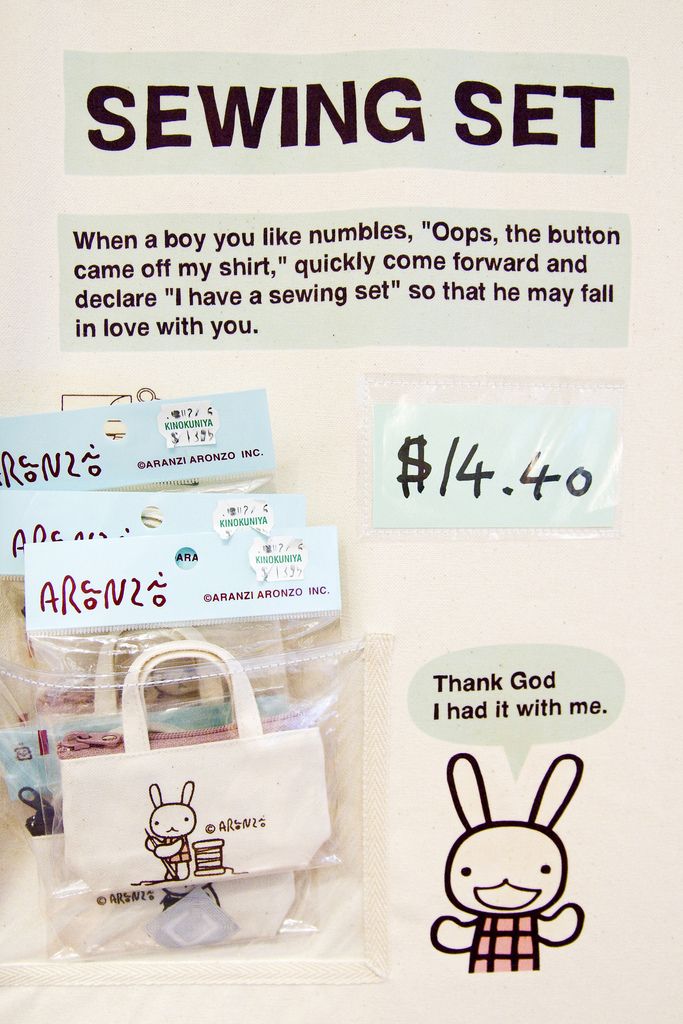 SEWING SET
When a boy you like numbles, "Oops, the button
came off my shirt," quickly come forward and
declare "I have a sewing set" so that he may fall
in love with you.
$14.40
KINOKUNIYA
©ARANZI ARONZO INC.
KINOKUNIYA
ARA
KINOKUNIYA
ARONZO
©ARANZI ARONZO INC.
Thank God
I had it with me.
© ARONZO
© ARONZO